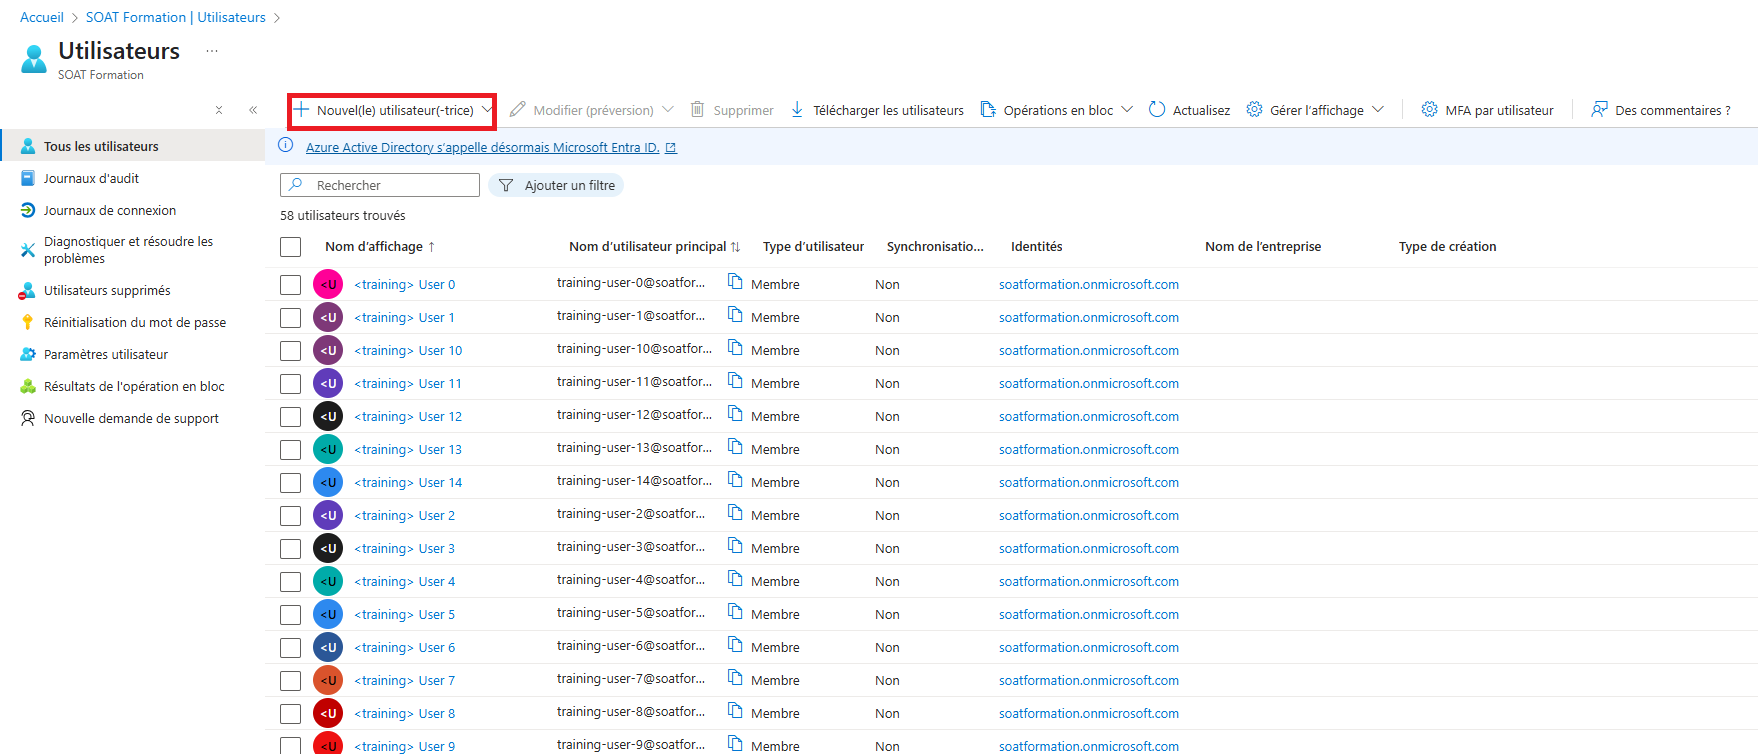 Accueil > SOAT Formation | Utilisateurs >
Utilisateurs ...
SOAT Formation
Nouvel(le) utilisateur(-trice) Modifier (préversion) Supprimer Télécharger les utilisateurs Opérations en bloc Actualisez Gérer l'affichage MFA par utilisateur Des commentaires ?
Tous les utilisateurs
Journaux d'audit
Journaux de connexion
Diagnostiquer et résoudre les
problèmes
Utilisateurs supprimés
Réinitialisation du mot de passe
Paramètres utilisateur
Résultats de l'opération en bloc
Nouvelle demande de support
Azure Active Directory s'appelle désormais Microsoft Entra ID.
Rechercher Ajouter un filtre
58 utilisateurs trouvés
Nom d'affichage ↑ Nom d'utilisateur principal ↑↓ Type d'utilisateur Synchronisatio... Identités Nom de l'entreprise Type de création
<U <training> User 0 training-user-0@soatfor... Membre Non soatformation.onmicrosoft.com
<U <training> User 1 training-user-1@soatfor... Membre Non soatformation.onmicrosoft.com
<U <training> User 10 training-user-10@soatfor... Membre Non soatformation.onmicrosoft.com
<U <training> User 11 training-user-11@soatfor... Membre Non soatformation.onmicrosoft.com
<U <training> User 12 training-user-12@soatfor... Membre Non soatformation.onmicrosoft.com
<U <training> User 13 training-user-13@soatfor... Membre Non soatformation.onmicrosoft.com
<U <training> User 14 training-user-14@soatfor... Membre Non soatformation.onmicrosoft.com
<U <training> User 2 training-user-2@soatfor... Membre Non soatformation.onmicrosoft.com
<U <training> User 3 training-user-3@soatfor... Membre Non soatformation.onmicrosoft.com
<U <training> User 4 training-user-4@soatfor... Membre Non soatformation.onmicrosoft.com
<U <training> User 5 training-user-5@soatfor... Membre Non soatformation.onmicrosoft.com
<U <training> User 6 training-user-6@soatfor... Membre Non soatformation.onmicrosoft.com
<U <training> User 7 training-user-7@soatfor... Membre Non soatformation.onmicrosoft.com
<U <training> User 8 training-user-8@soatfor... Membre Non soatformation.onmicrosoft.com
<U <training> User 9 training-user-9@soatfor... Membre Non soatformation.onmicrosoft.com